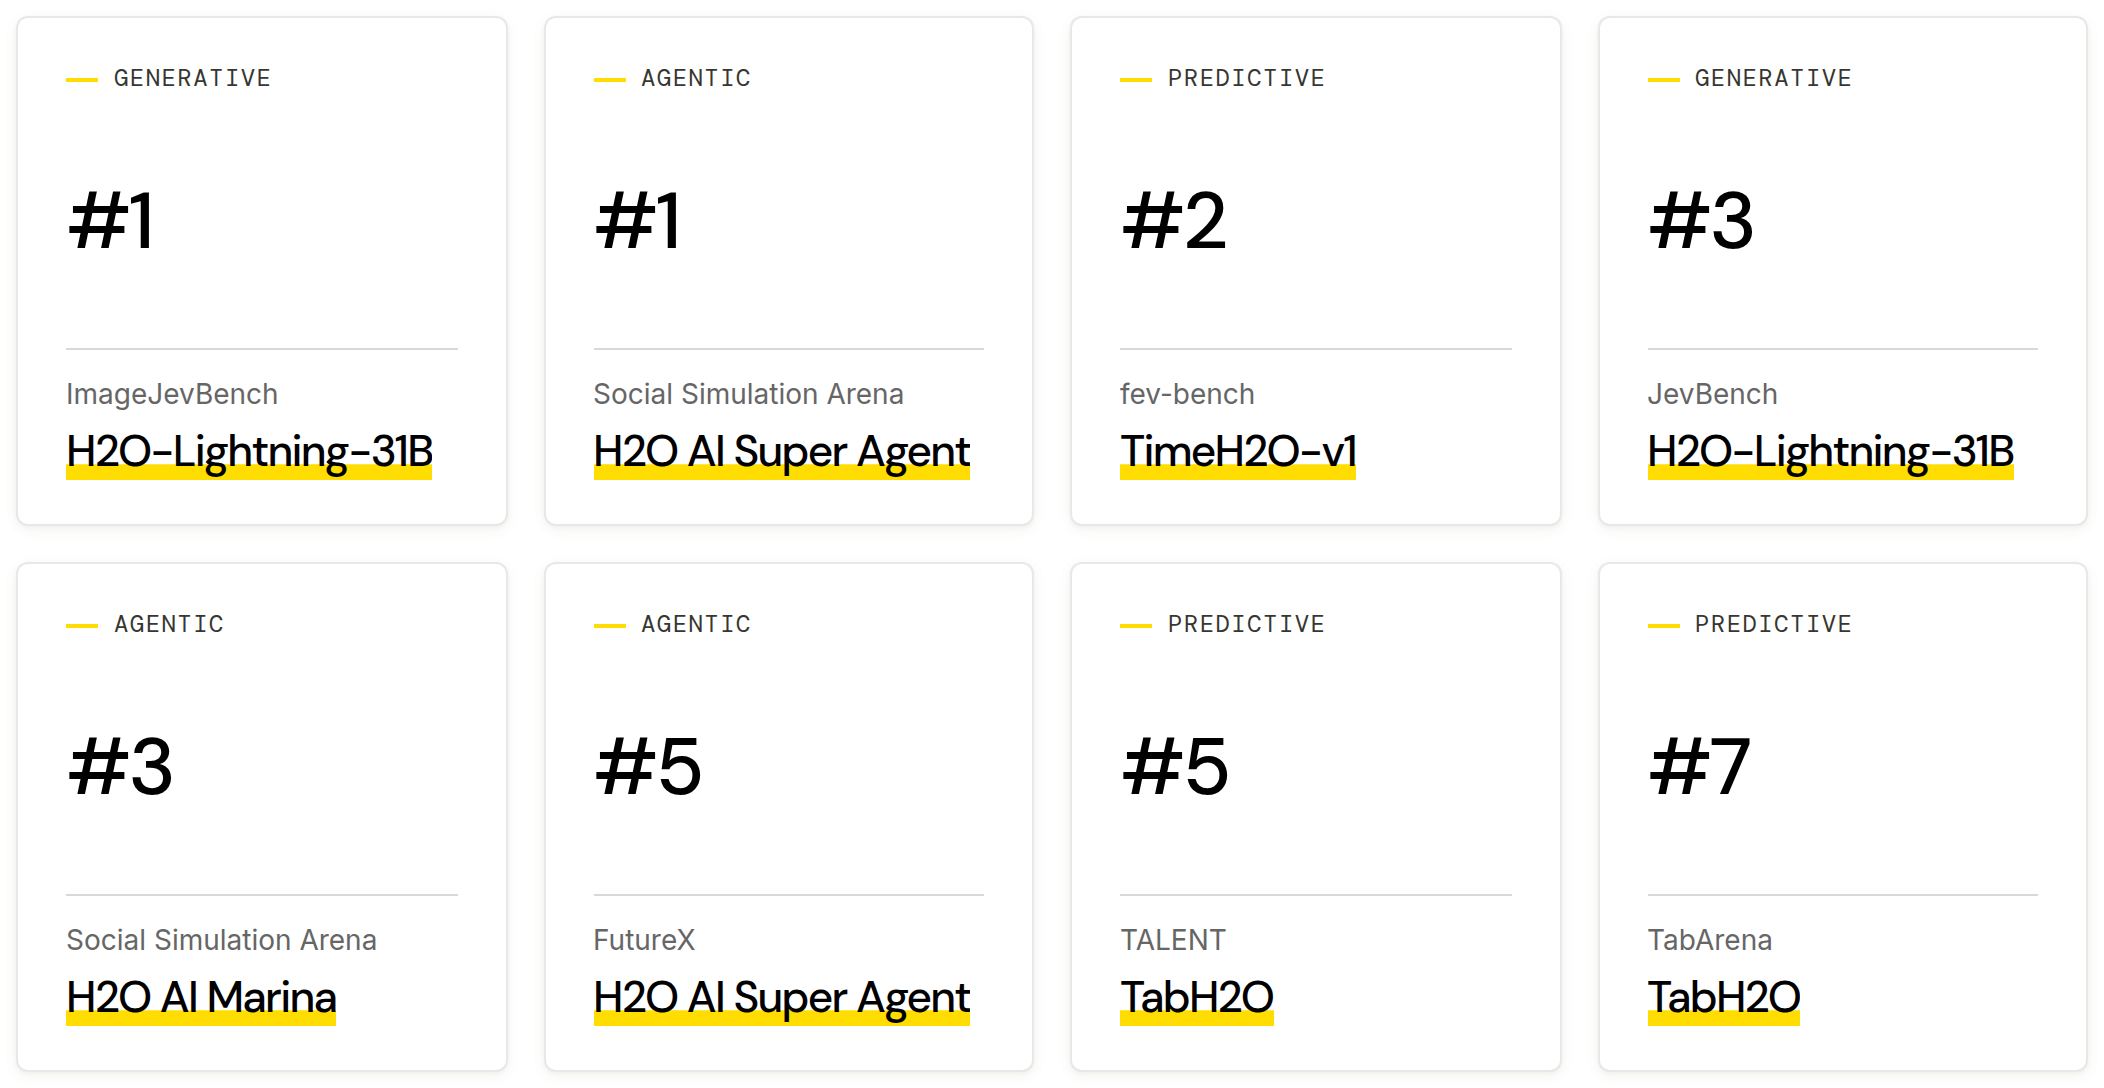 GENERATIVE
#1
ImageJevBench
H2O-Lightning-31B
AGENTIC
#1
Social Simulation Arena
H2O AI Super Agent
PREDICTIVE
#2
fev-bench
TimeH2O-v1
GENERATIVE
#3
JevBench
H2O-Lightning-31B
AGENTIC
#3
Social Simulation Arena
H2O AI Marina
AGENTIC
#5
FutureX
H2O AI Super Agent
PREDICTIVE
#5
TALENT
TabH2O
PREDICTIVE
#7
TabArena
TabH2O